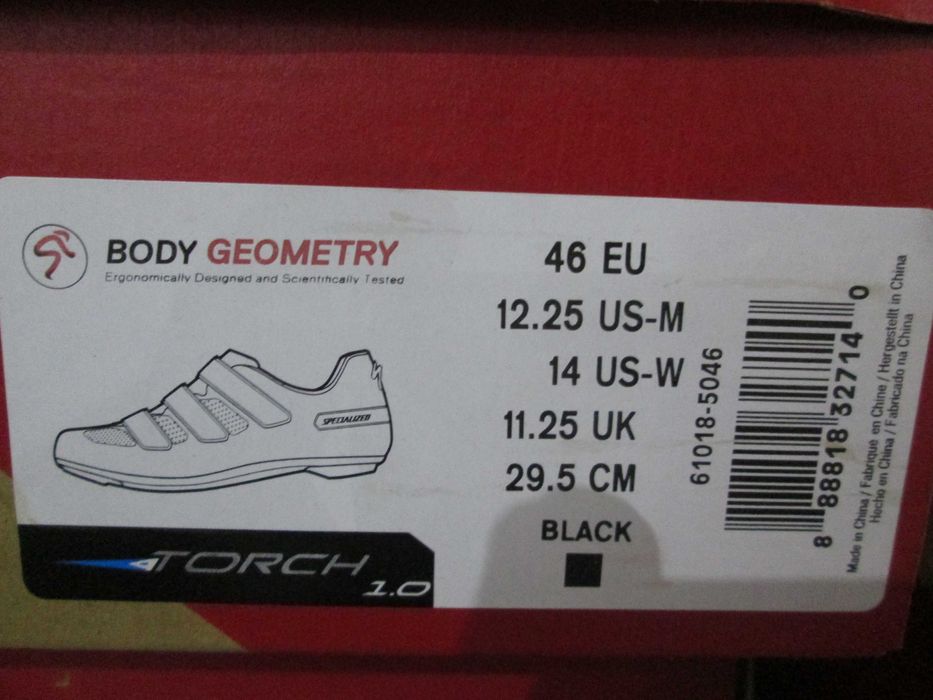 BODY GEOMETRY
Ergonomically Designed and Scientifically Tested
SPECIALIZED
TORCH
1.0
46 EU
12.25 US-M
14 US-W
11.25 UK
29.5 CM
BLACK
61018-5046
8 88818 32714 0
Made in China / Fabrique en Chine / Hergestellt in China
Hecho en China / Fabricado na China